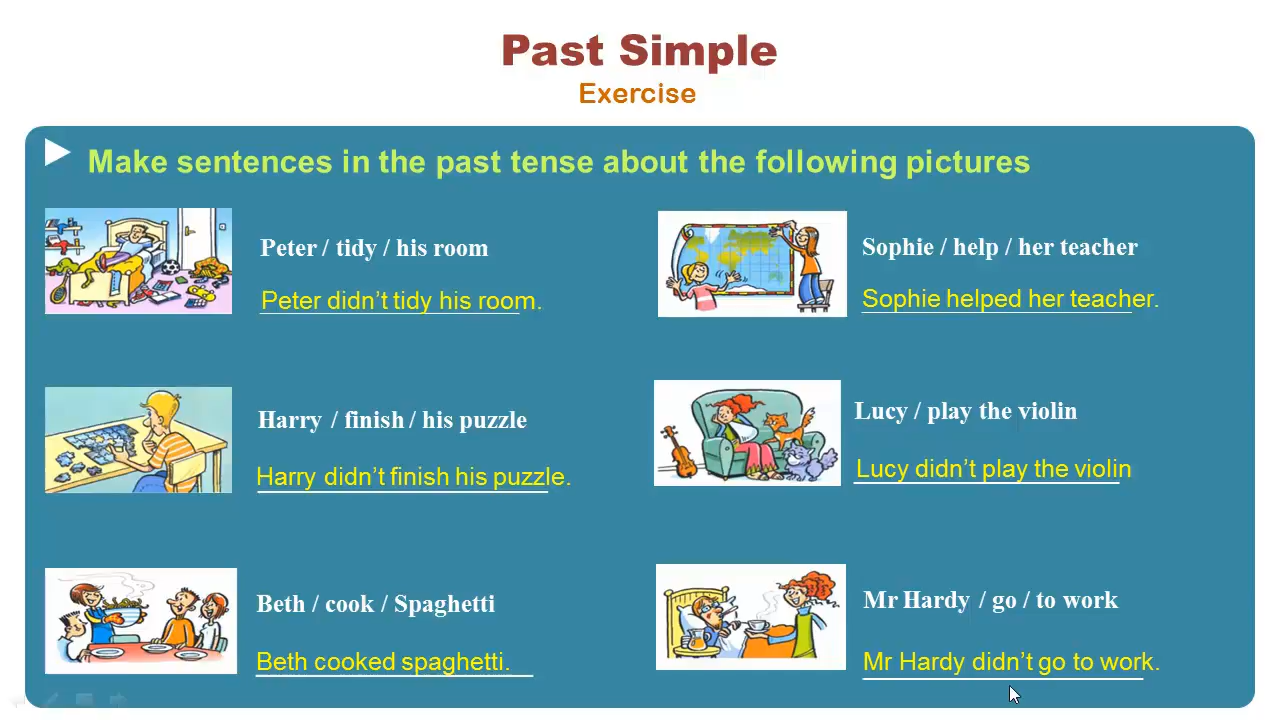 Past Simple
Exercise
Make sentences in the past tense about the following pictures
Peter / tidy / his room
Peter didn’t tidy his room.
Sophie / help / her teacher
Sophie helped her teacher.
Harry / finish / his puzzle
Harry didn’t finish his puzzle.
Lucy / play the violin
Lucy didn’t play the violin
Beth / cook / Spaghetti
Beth cooked spaghetti.
Mr Hardy / go / to work
Mr Hardy didn’t go to work.